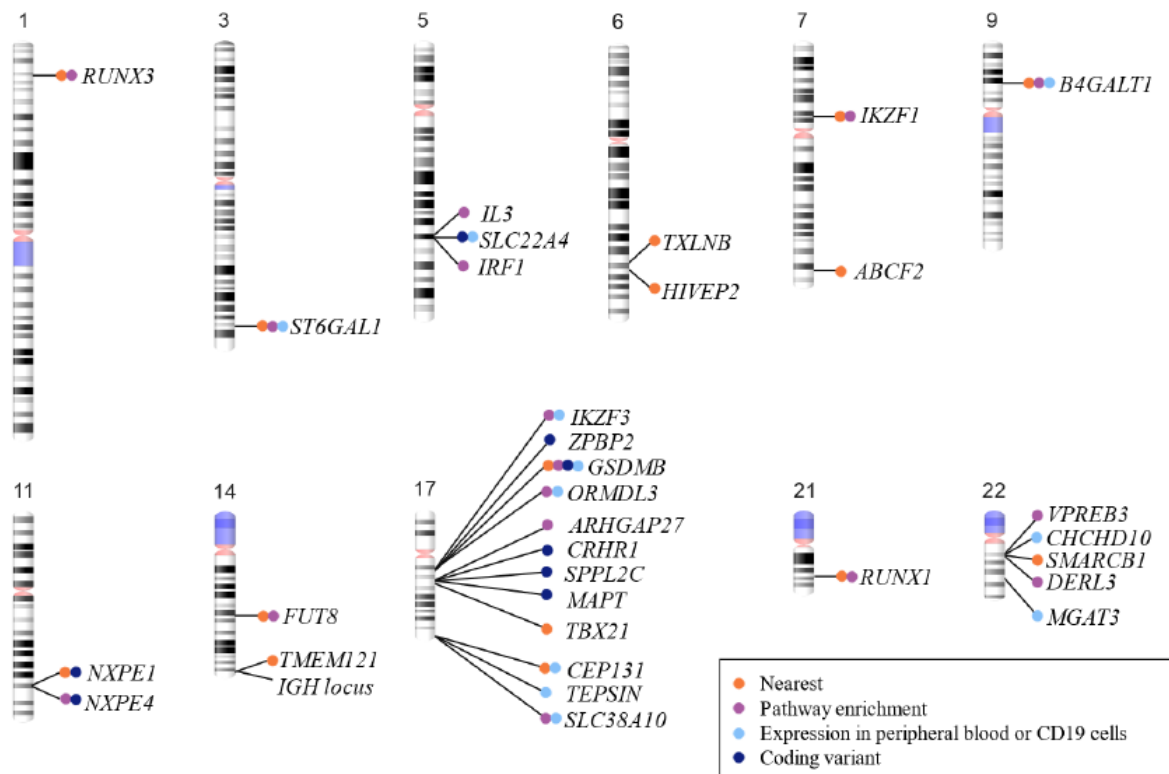 1
3
5
6
7
9
RUNX3
ST6GAL1
IL3
SLC22A4
IRF1
TXLNB
HIVEP2
IKZF1
ABCF2
B4GALT1
11
14
17
21
22
NXPE1
NXPE4
FUT8
TMEM121
IGH locus
IKZF3
ZPBP2
GSDMB
ORMDL3
ARHGAP27
CRHR1
SPPL2C
MAPT
TBX21
CEP131
TEPSIN
SLC38A10
RUNX1
VPREB3
CHCHD10
SMARCB1
DERL3
MGAT3
Nearest
Pathway enrichment
Expression in peripheral blood or CD19 cells
Coding variant